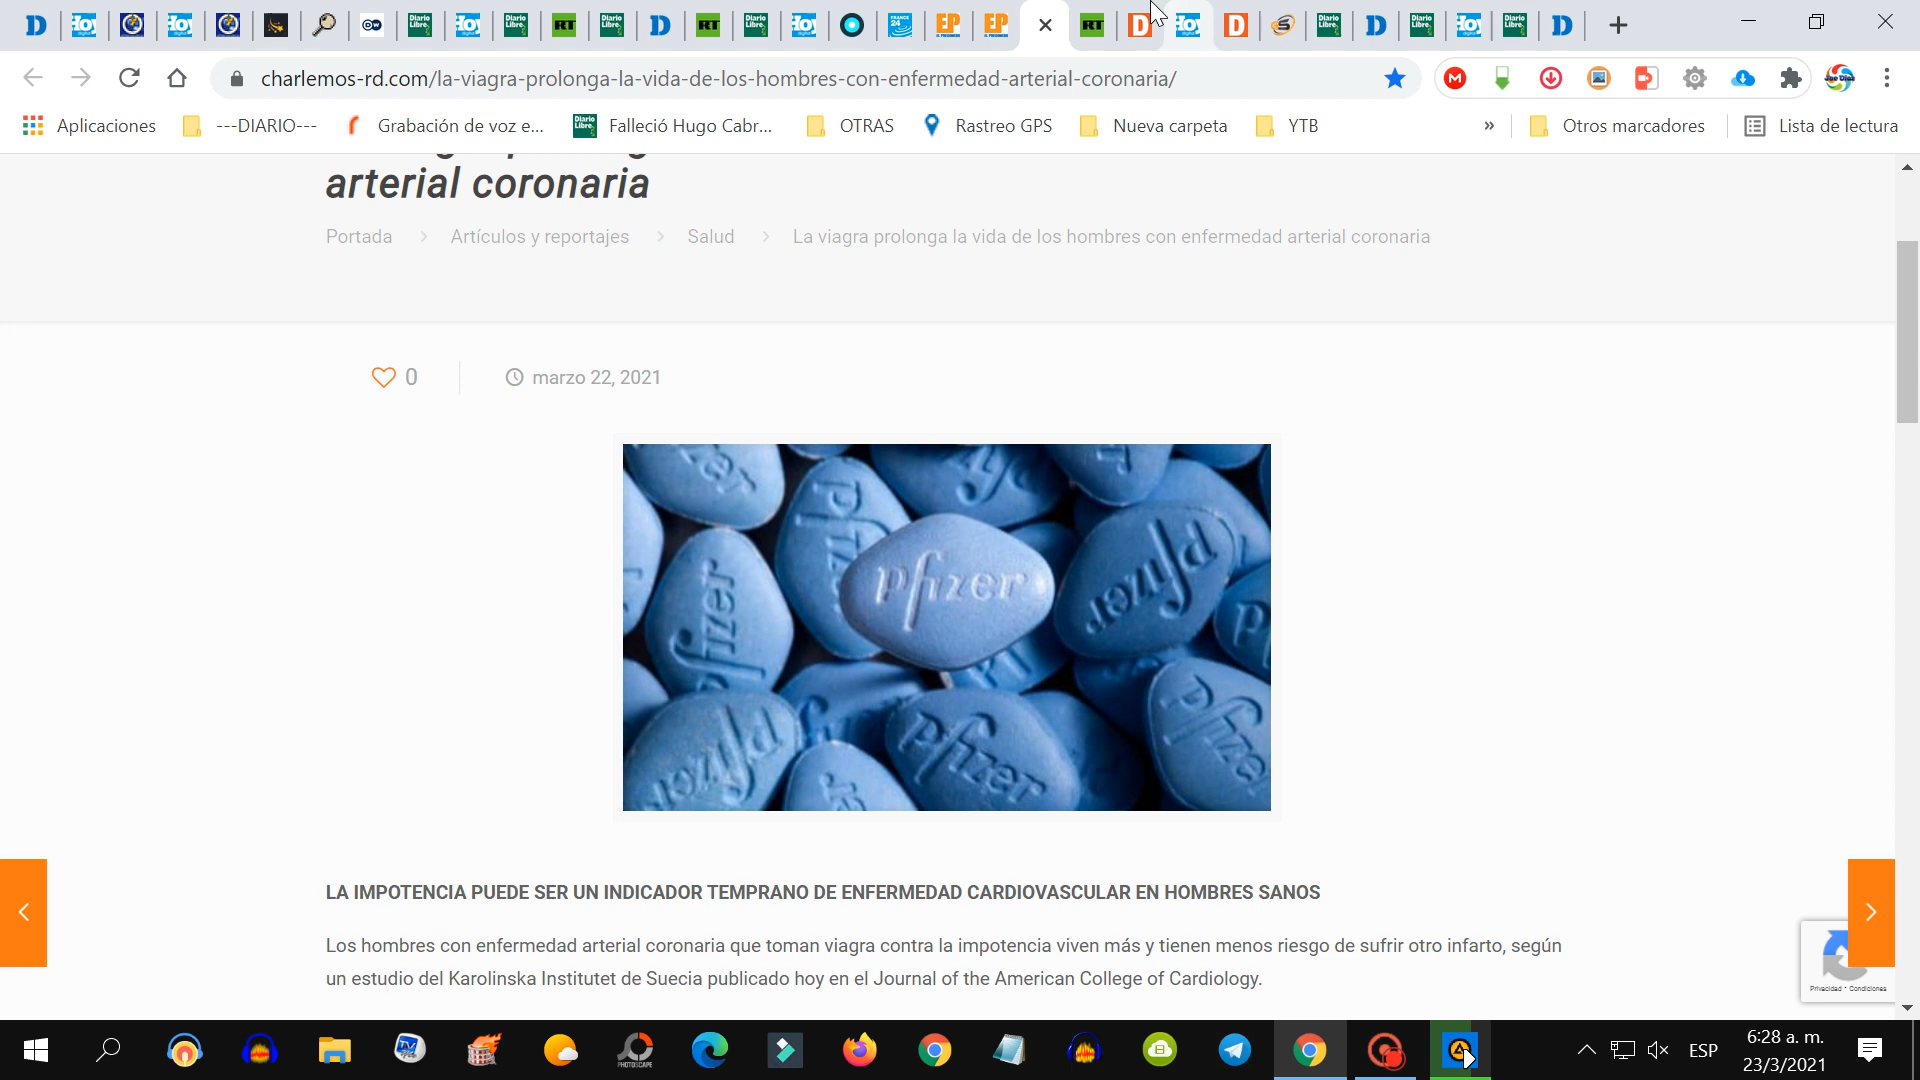 charlemos-rd.com/la-viagra-prolonga-la-vida-de-los-hombres-con-enfermedad-arterial-coronaria/
Aplicaciones
---DIARIO---
Grabación de voz e...
Falleció Hugo Cabr...
OTRAS
Rastreo GPS
Nueva carpeta
YTB
»
Otros marcadores
Lista de lectura
arterial coronaria
Portada > Artículos y reportajes > Salud > La viagra prolonga la vida de los hombres con enfermedad arterial coronaria
0
marzo 22, 2021
pfizer
pfizer
pfizer
pfizer
pfizer
LA IMPOTENCIA PUEDE SER UN INDICADOR TEMPRANO DE ENFERMEDAD CARDIOVASCULAR EN HOMBRES SANOS
Los hombres con enfermedad arterial coronaria que toman viagra contra la impotencia viven más y tienen menos riesgo de sufrir otro infarto, según
un estudio del Karolinska Institutet de Suecia publicado hoy en el Journal of the American College of Cardiology.
Privacidad - Condiciones
ESP
6:28 a. m.
23/3/2021